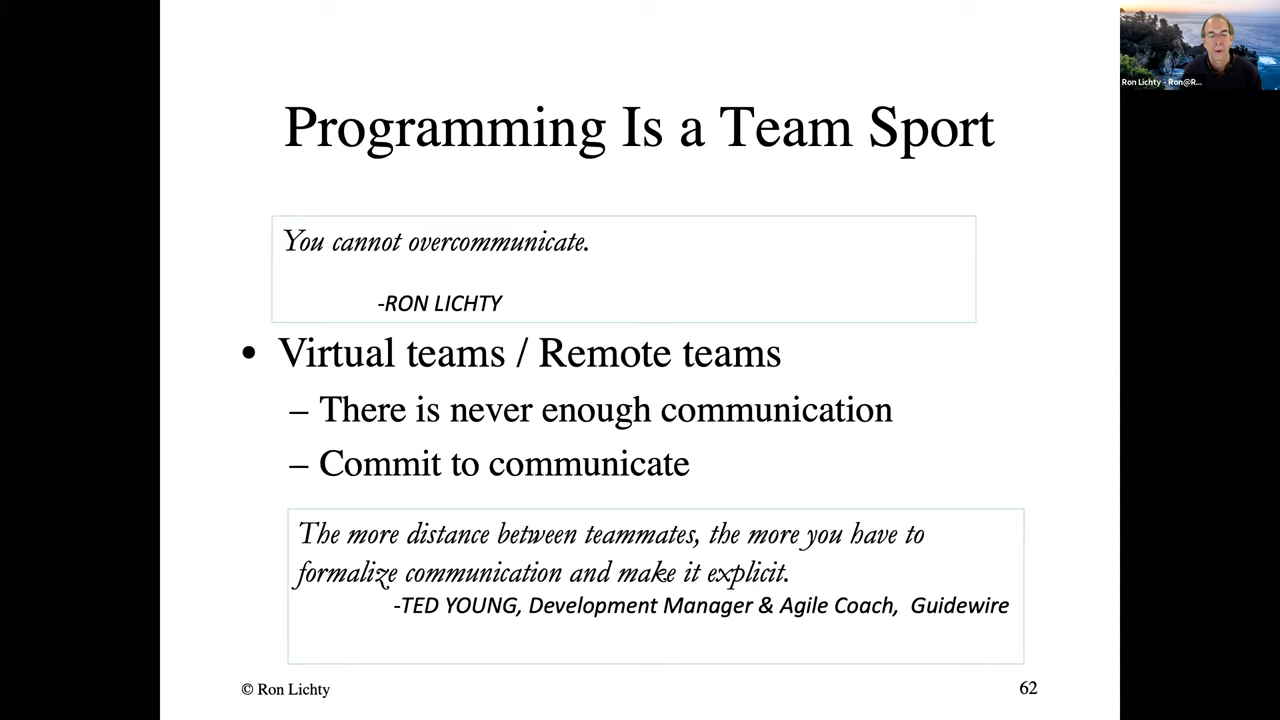 Programming Is a Team Sport
Ron Lichty - Ron@R...
You cannot overcommunicate.
-RON LICHTY
• Virtual teams / Remote teams
– There is never enough communication
– Commit to communicate
The more distance between teammates, the more you have to
formalize communication and make it explicit.
-TED YOUNG, Development Manager & Agile Coach, Guidewire
© Ron Lichty
62